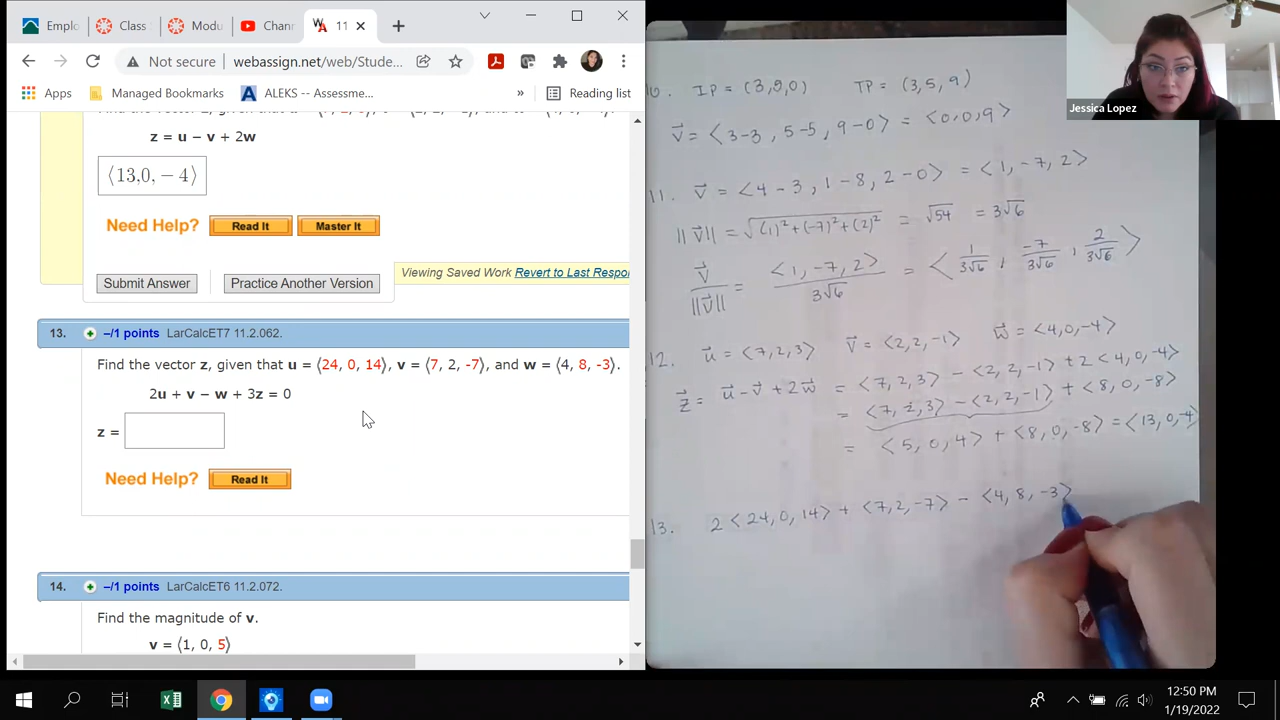 Emplo
Class
Modu
Chanr
11
Not secure webassign.net/web/Stude...
Apps
Managed Bookmarks
ALEKS -- Assessme...
»
Reading list
z = u − v + 2w
⟨13,0, − 4⟩
Need Help? Read It Master It
Submit Answer Practice Another Version
Viewing Saved Work Revert to Last Respo
13. –/1 points LarCalcET7 11.2.062.
Find the vector z, given that u = ⟨24, 0, 14⟩, v = ⟨7, 2, -7⟩, and w = ⟨4, 8, -3⟩.
2u + v − w + 3z = 0
z =
Need Help? Read It
14. –/1 points LarCalcET6 11.2.072.
Find the magnitude of v.
v = ⟨1, 0, 5⟩
IP = (3,5,0) TP = (3,5,9)
v = <3-3, 5-5, 9-0> = <0,0,9>
11. v = <4-3, 1-8, 2-0> = <1,-7,2>
||v|| = √(1)²+(-7)²+(2)² = √54 = 3√6
v/||v|| = <1,-7,2>/3√6 = <1/3√6, -7/3√6, 2/3√6>
12. u = <7,2,3> v = <2,2,-1> w = <4,0,-4>
z = u - v + 2w = <7,2,3> - <2,2,-1> + 2<4,0,-4>
= <7,2,3> - <2,2,-1> + <8,0,-8>
= <5,0,4> + <8,0,-8> = <13,0,-4>
13. 2<24,0,14> + <7,2,-7> - <4,8,-3>
Jessica Lopez
12:50 PM
1/19/2022